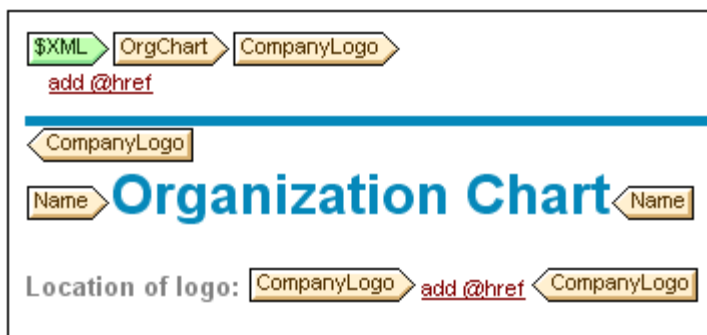 $XML OrgChart CompanyLogo
add @href
CompanyLogo
Name Organization Chart Name
Location of logo: CompanyLogo add @href CompanyLogo